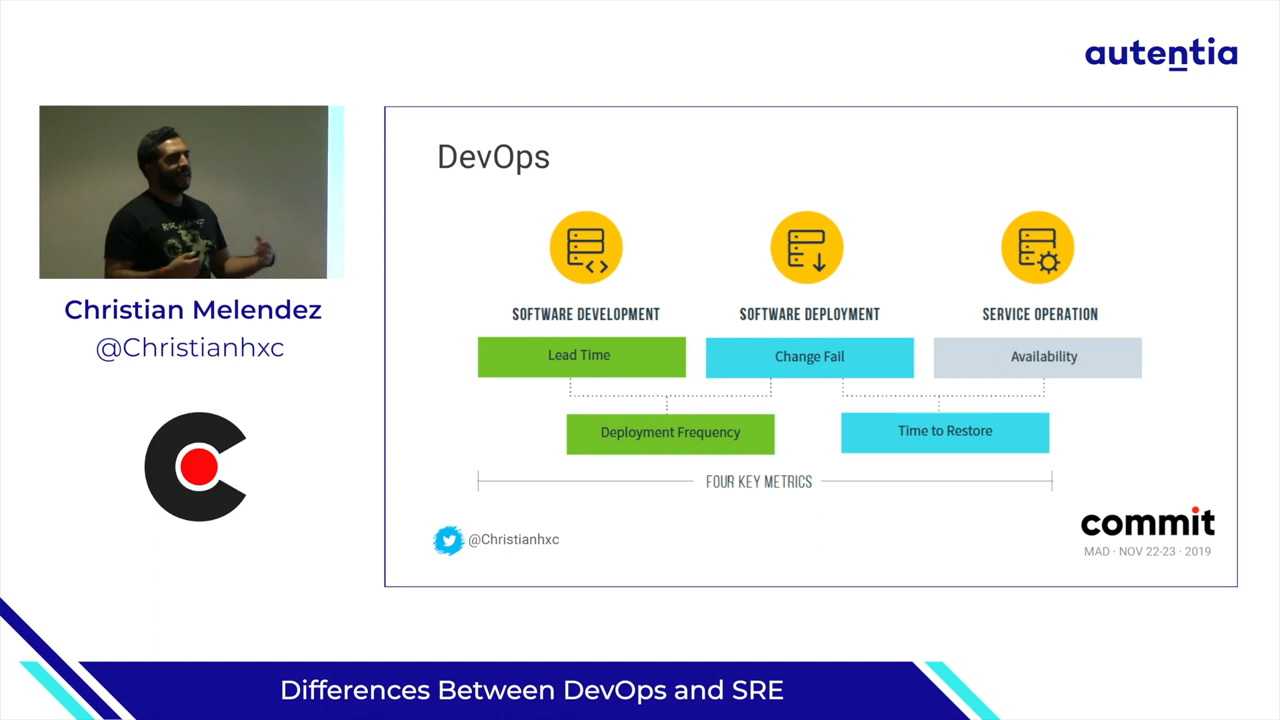 autentia
Christian Melendez
@Christianhxc
DevOps
SOFTWARE DEVELOPMENT
SOFTWARE DEPLOYMENT
SERVICE OPERATION
Lead Time
Change Fail
Availability
Deployment Frequency
Time to Restore
FOUR KEY METRICS
@Christianhxc
commit
MAD · NOV 22-23 · 2019
Differences Between DevOps and SRE